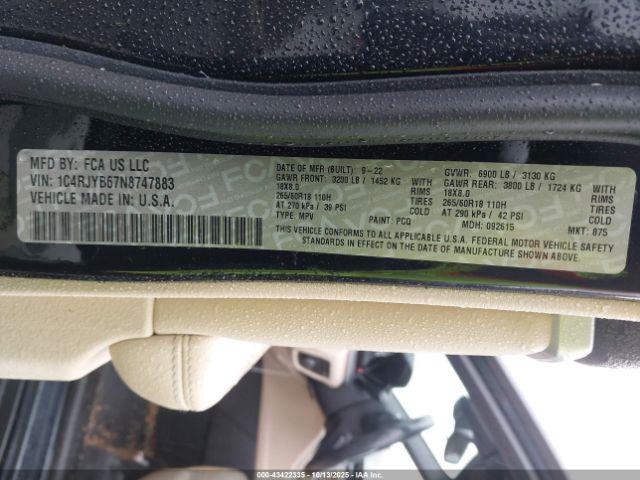 MFD BY: FCA US LLC
VIN: 1C4RJYB67N8747883
VEHICLE MADE IN: U.S.A.
DATE OF MFR (BUILT): 9-22 GVWR: 6900 LB / 3130 KG
GAWR FRONT: 3200 LB / 1452 KG WITH GAWR REAR: 3800 LB / 1724 KG WITH
18X8.0 RIMS 18X8.0 RIMS
265/60R18 110H TIRES 265/60R18 110H TIRES
AT 270 kPa / 39 PSI COLD AT 290 kPa / 42 PSI COLD
TYPE: MPV PAINT: PCQ MDH: 092615 MKT: 875
THIS VEHICLE CONFORMS TO ALL APPLICABLE U.S.A. FEDERAL MOTOR VEHICLE SAFETY
STANDARDS IN EFFECT ON THE DATE OF MANUFACTURE SHOWN ABOVE
000-43422335 - 10/13/2025 - Copyright © 2025 IAA, LLC.